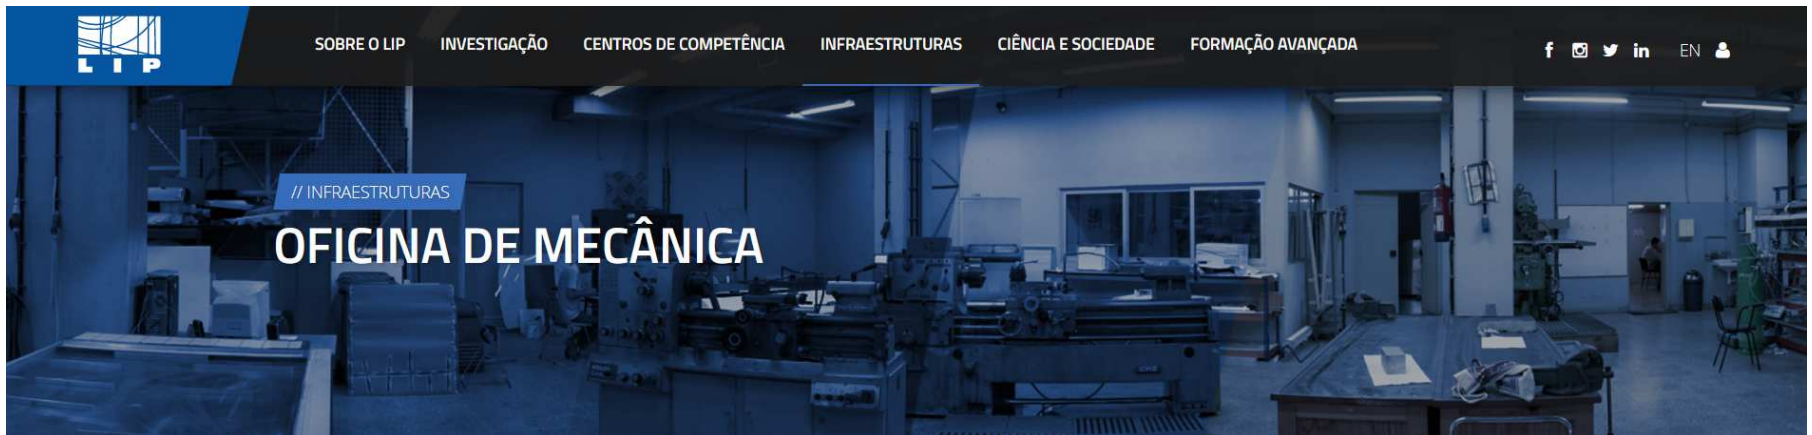 LIP
SOBRE O LIP INVESTIGAÇÃO CENTROS DE COMPETÊNCIA INFRAESTRUTURAS CIÊNCIA E SOCIEDADE FORMAÇÃO AVANÇADA
EN
// INFRAESTRUTURAS
OFICINA DE MECÂNICA